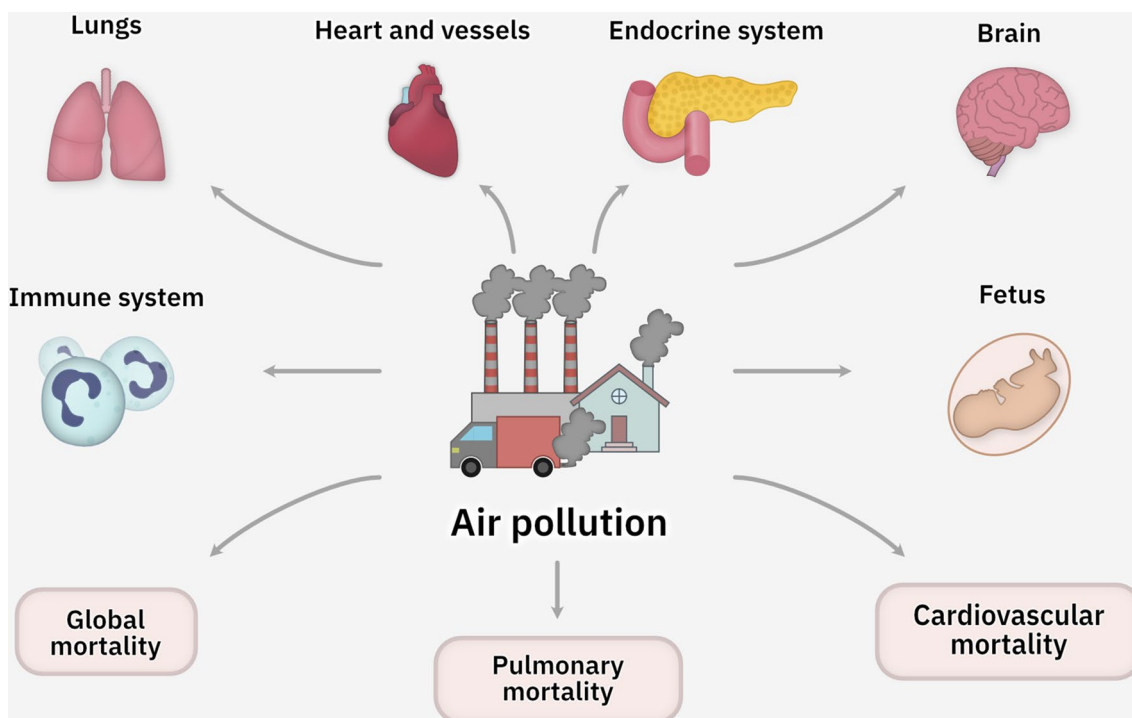 Lungs
Heart and vessels
Endocrine system
Brain
Immune system
Fetus
Air pollution
Global
mortality
Pulmonary
mortality
Cardiovascular
mortality